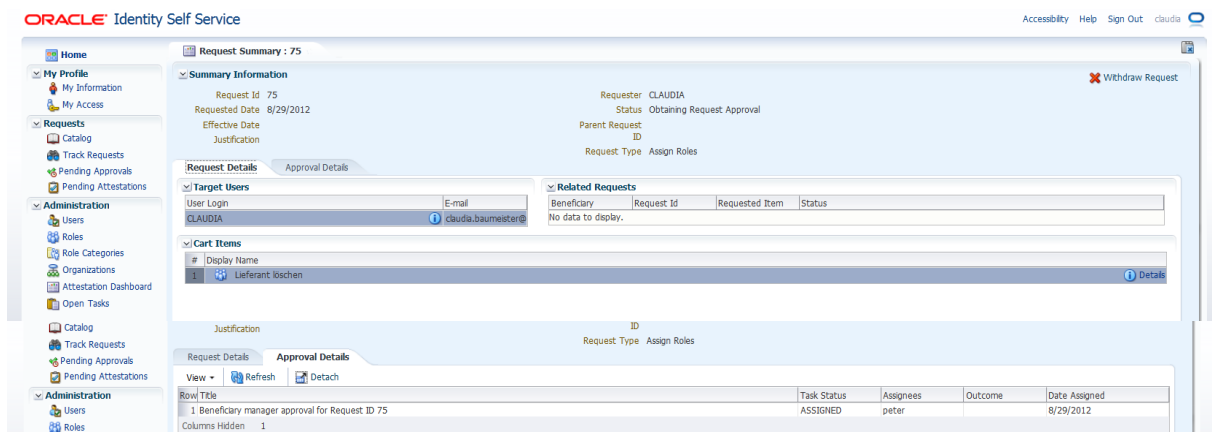 ORACLE Identity Self Service
Accessibility Help Sign Out claudia
Home
My Profile
My Information
My Access
Requests
Catalog
Track Requests
Pending Approvals
Pending Attestations
Administration
Users
Roles
Role Categories
Organizations
Attestation Dashboard
Open Tasks
Catalog
Track Requests
Pending Approvals
Pending Attestations
Administration
Users
Roles
Request Summary : 75
Summary Information
Withdraw Request
Request Id 75
Requested Date 8/29/2012
Effective Date
Justification
Requester CLAUDIA
Status Obtaining Request Approval
Parent Request
ID
Request Type Assign Roles
Request Details Approval Details
Target Users
User Login E-mail
CLAUDIA claudia.baumeister@
Related Requests
Beneficiary Request Id Requested Item Status
No data to display.
Cart Items
# Display Name
1 Lieferant löschen Details
Justification
ID
Request Type Assign Roles
Request Details Approval Details
View Refresh Detach
Row Title Task Status Assignees Outcome Date Assigned
1 Beneficiary manager approval for Request ID 75 ASSIGNED peter 8/29/2012
Columns Hidden 1